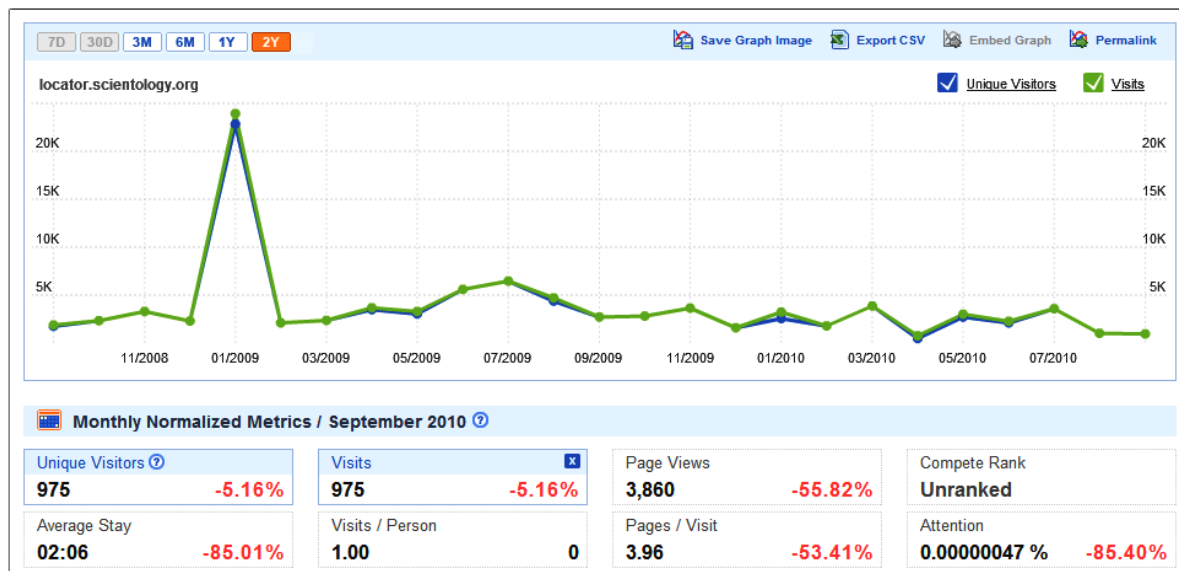 7D 30D 3M 6M 1Y 2Y Save Graph Image Export CSV Embed Graph Permalink
locator.scientology.org Unique Visitors Visits
20K 20K
15K 15K
10K 10K
5K 5K
11/2008 01/2009 03/2009 05/2009 07/2009 09/2009 11/2009 01/2010 03/2010 05/2010 07/2010
Monthly Normalized Metrics / September 2010 ?
Unique Visitors ? Visits x Page Views Compete Rank
975 -5.16% 975 -5.16% 3,860 -55.82% Unranked
Average Stay Visits / Person Pages / Visit Attention
02:06 -85.01% 1.00 0 3.96 -53.41% 0.00000047 % -85.40%